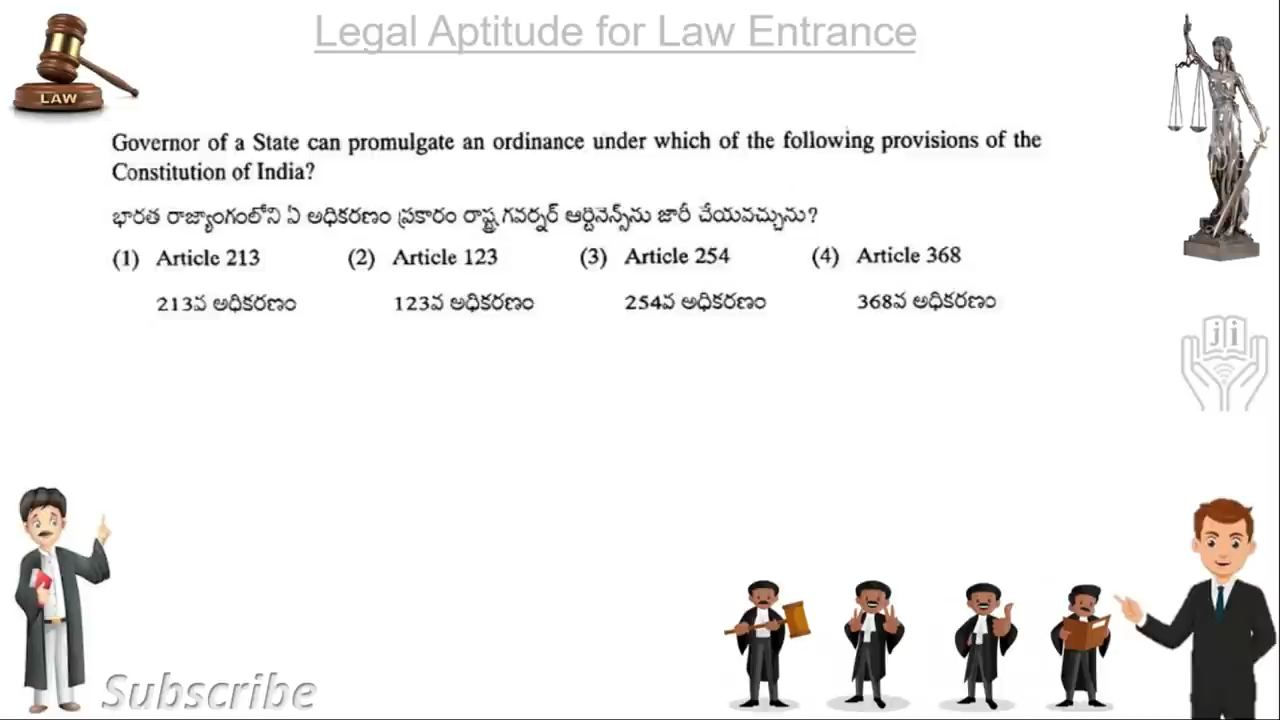 Legal Aptitude for Law Entrance
LAW
Governor of a State can promulgate an ordinance under which of the following provisions of the
Constitution of India?
భారత రాజ్యాంగంలోని ఏ అధికరణం ప్రకారం రాష్ట్ర గవర్నర్ ఆర్డినెన్స్‌ను జారీ చేయవచ్చును?
(1) Article 213 (2) Article 123 (3) Article 254 (4) Article 368
213వ అధికరణం 123వ అధికరణం 254వ అధికరణం 368వ అధికరణం
ji
Subscribe